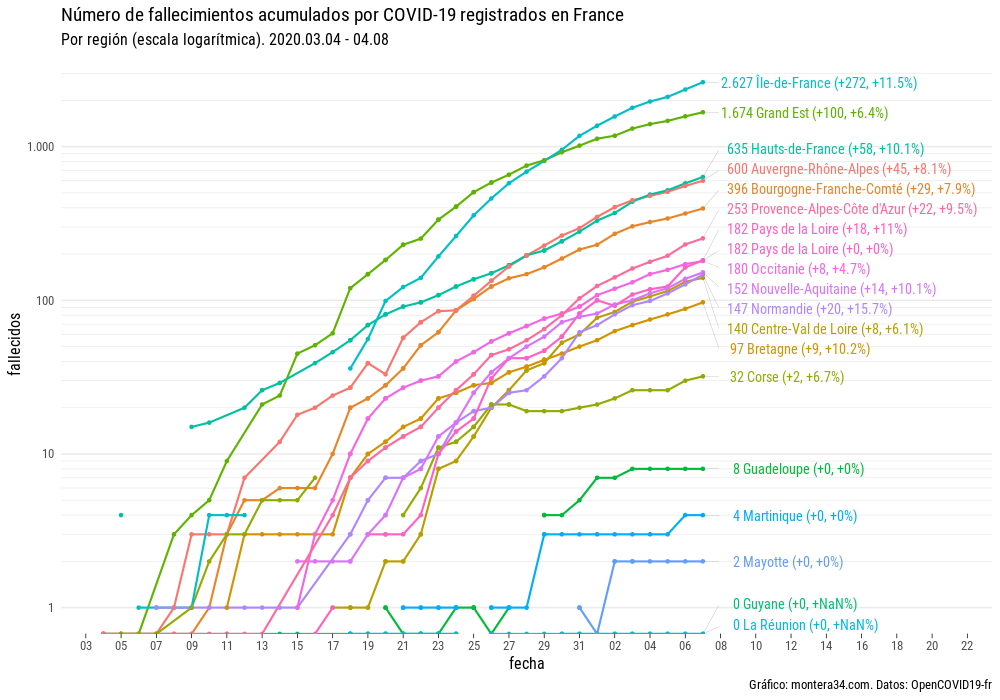 Número de fallecimientos acumulados por COVID-19 registrados en France
Por región (escala logarítmica). 2020.03.04 - 04.08
fallecidos
1.000
100
10
1
2.627 Île-de-France (+272, +11.5%)
1.674 Grand Est (+100, +6.4%)
635 Hauts-de-France (+58, +10.1%)
600 Auvergne-Rhône-Alpes (+45, +8.1%)
396 Bourgogne-Franche-Comté (+29, +7.9%)
253 Provence-Alpes-Côte d'Azur (+22, +9.5%)
182 Pays de la Loire (+18, +11%)
182 Pays de la Loire (+0, +0%)
180 Occitanie (+8, +4.7%)
152 Nouvelle-Aquitaine (+14, +10.1%)
147 Normandie (+20, +15.7%)
140 Centre-Val de Loire (+8, +6.1%)
97 Bretagne (+9, +10.2%)
32 Corse (+2, +6.7%)
8 Guadeloupe (+0, +0%)
4 Martinique (+0, +0%)
2 Mayotte (+0, +0%)
0 Guyane (+0, +NaN%)
0 La Réunion (+0, +NaN%)
03 05 07 09 11 13 15 17 19 21 23 25 27 29 31 02 04 06 08 10 12 14 16 18 20 22
fecha
Gráfico: montera34.com. Datos: OpenCOVID19-fr